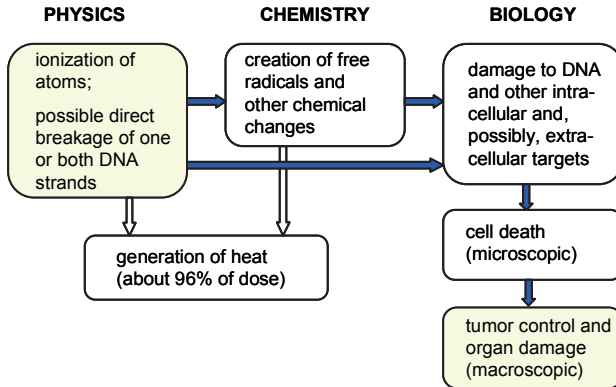 PHYSICS
CHEMISTRY
BIOLOGY
ionization of
atoms;
possible direct
breakage of one
or both DNA
strands
creation of free
radicals and
other chemical
changes
damage to DNA
and other intra-
cellular and,
possibly, extra-
cellular targets
generation of heat
(about 96% of dose)
cell death
(microscopic)
tumor control and
organ damage
(macroscopic)